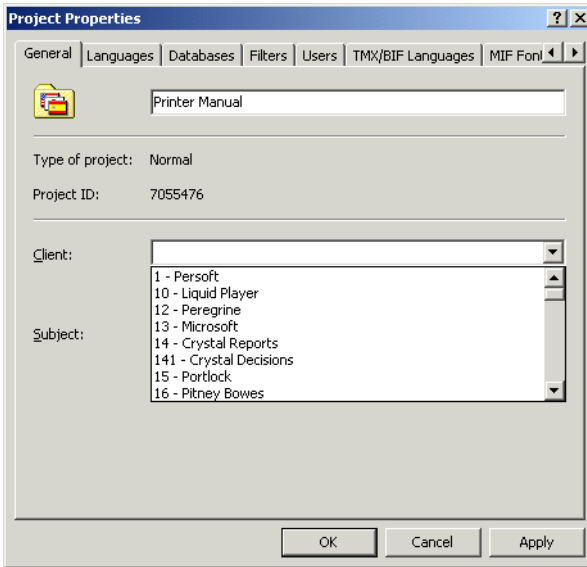 Project Properties
General Languages Databases Filters Users TMX/BIF Languages MIF Fon
Printer Manual
Type of project: Normal
Project ID: 7055476
Client:
1 - Persoft
10 - Liquid Player
12 - Peregrine
13 - Microsoft
14 - Crystal Reports
141 - Crystal Decisions
15 - Portlock
16 - Pitney Bowes
Subject:
OK Cancel Apply